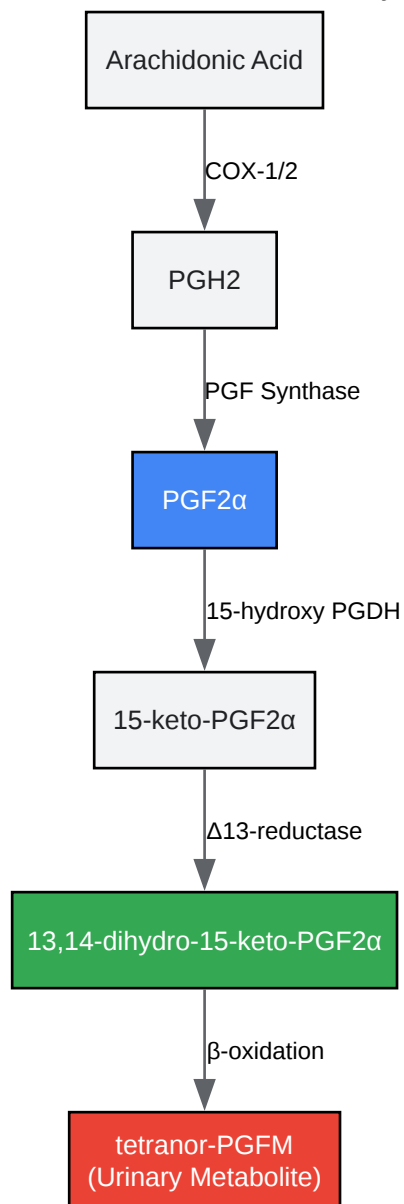 Arachidonic Acid
COX-1/2
PGH2
PGF Synthase
PGF2α
15-hydroxy PGDH
15-keto-PGF2α
Δ13-reductase
13,14-dihydro-15-keto-PGF2α
β-oxidation
tetranor-PGFM
(Urinary Metabolite)